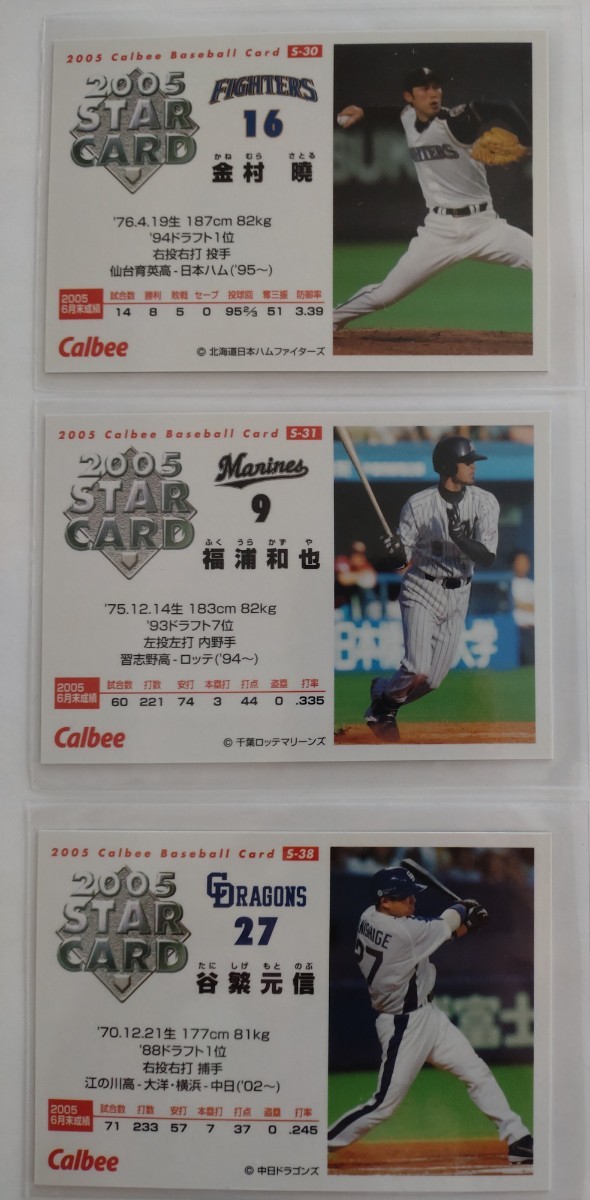 2005 Calbee Baseball Card S-30
2005
STAR
CARD
FIGHTERS
16
かね むら さとる
金村 曉
'76.4.19生 187cm 82kg
'94ドラフト1位
右投右打 投手
仙台育英高-日本ハム('95~)
2005
6月末成績
試合数 勝利 敗戦 セーブ 投球回 奪三振 防御率
14 8 5 0 95 2/3 51 3.39
Calbee
© 北海道日本ハムファイターズ
2005 Calbee Baseball Card S-31
2005
STAR
CARD
Marines
9
ふく うら かず や
福浦和也
'75.12.14生 183cm 82kg
'93ドラフト7位
左投左打 内野手
習志野高-ロッテ('94~)
2005
6月末成績
試合数 打数 安打 本塁打 打点 盗塁 打率
60 221 74 3 44 0 .335
Calbee
© 千葉ロッテマリーンズ
2005 Calbee Baseball Card S-38
2005
STAR
CARD
CD DRAGONS
27
たに しげ もと のぶ
谷繁元信
'70.12.21生 177cm 81kg
'88ドラフト1位
右投右打 捕手
江の川高-大洋・横浜-中日('02~)
2005
6月末成績
試合数 打数 安打 本塁打 打点 盗塁 打率
71 233 57 7 37 0 .245
Calbee
© 中日ドラゴンズ
NISHIGE
27
富士